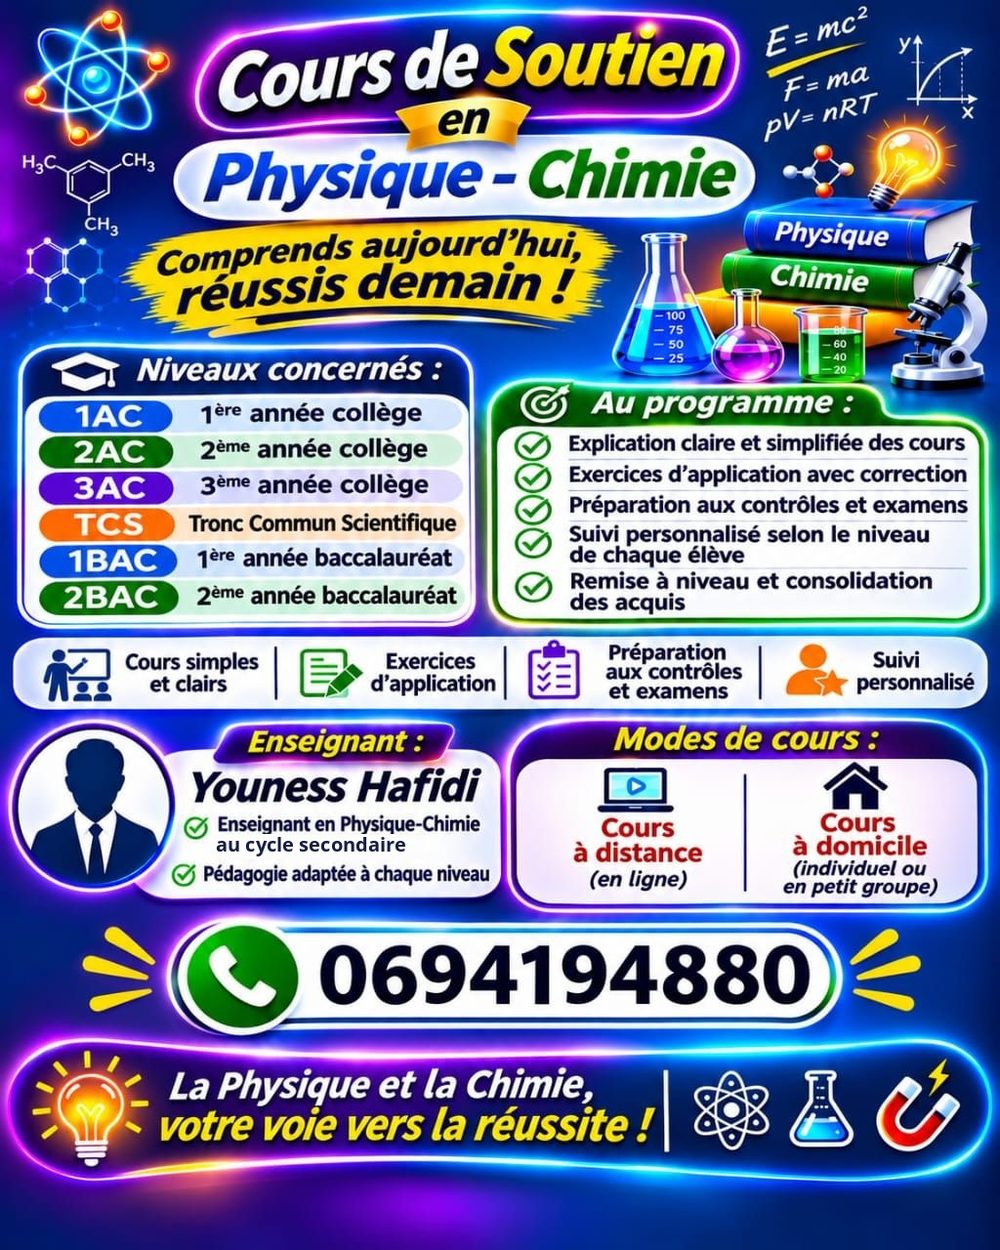 Cours de Soutien
en
Physique - Chimie
Comprends aujourd'hui,
réussis demain !
E = mc²
F = ma
pV = nRT
y
x
H₃C
CH₃
CH₃
Physique
Chimie
100
75
50
25
80
60
40
20
Niveaux concernés :
1AC 1ère année collège
2AC 2ème année collège
3AC 3ème année collège
TCS Tronc Commun Scientifique
1BAC 1ère année baccalauréat
2BAC 2ème année baccalauréat
Au programme :
Explication claire et simplifiée des cours
Exercices d'application avec correction
Préparation aux contrôles et examens
Suivi personnalisé selon le niveau
de chaque élève
Remise à niveau et consolidation
des acquis
Cours simples
et clairs
Exercices
d'application
Préparation
aux contrôles
et examens
Suivi
personnalisé
Enseignant :
Youness Hafidi
Enseignant en Physique-Chimie
au cycle secondaire
Pédagogie adaptée à chaque niveau
Modes de cours :
Cours
à distance
(en ligne)
Cours
à domicile
(individuel ou
en petit groupe)
0694194880
La Physique et la Chimie,
votre voie vers la réussite !